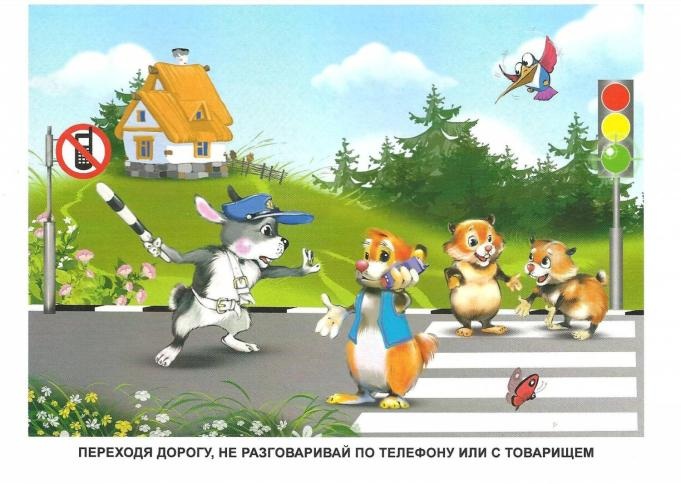 ПЕРЕХОДЯ ДОРОГУ, НЕ РАЗГОВАРИВАЙ ПО ТЕЛЕФОНУ ИЛИ С ТОВАРИЩЕМ